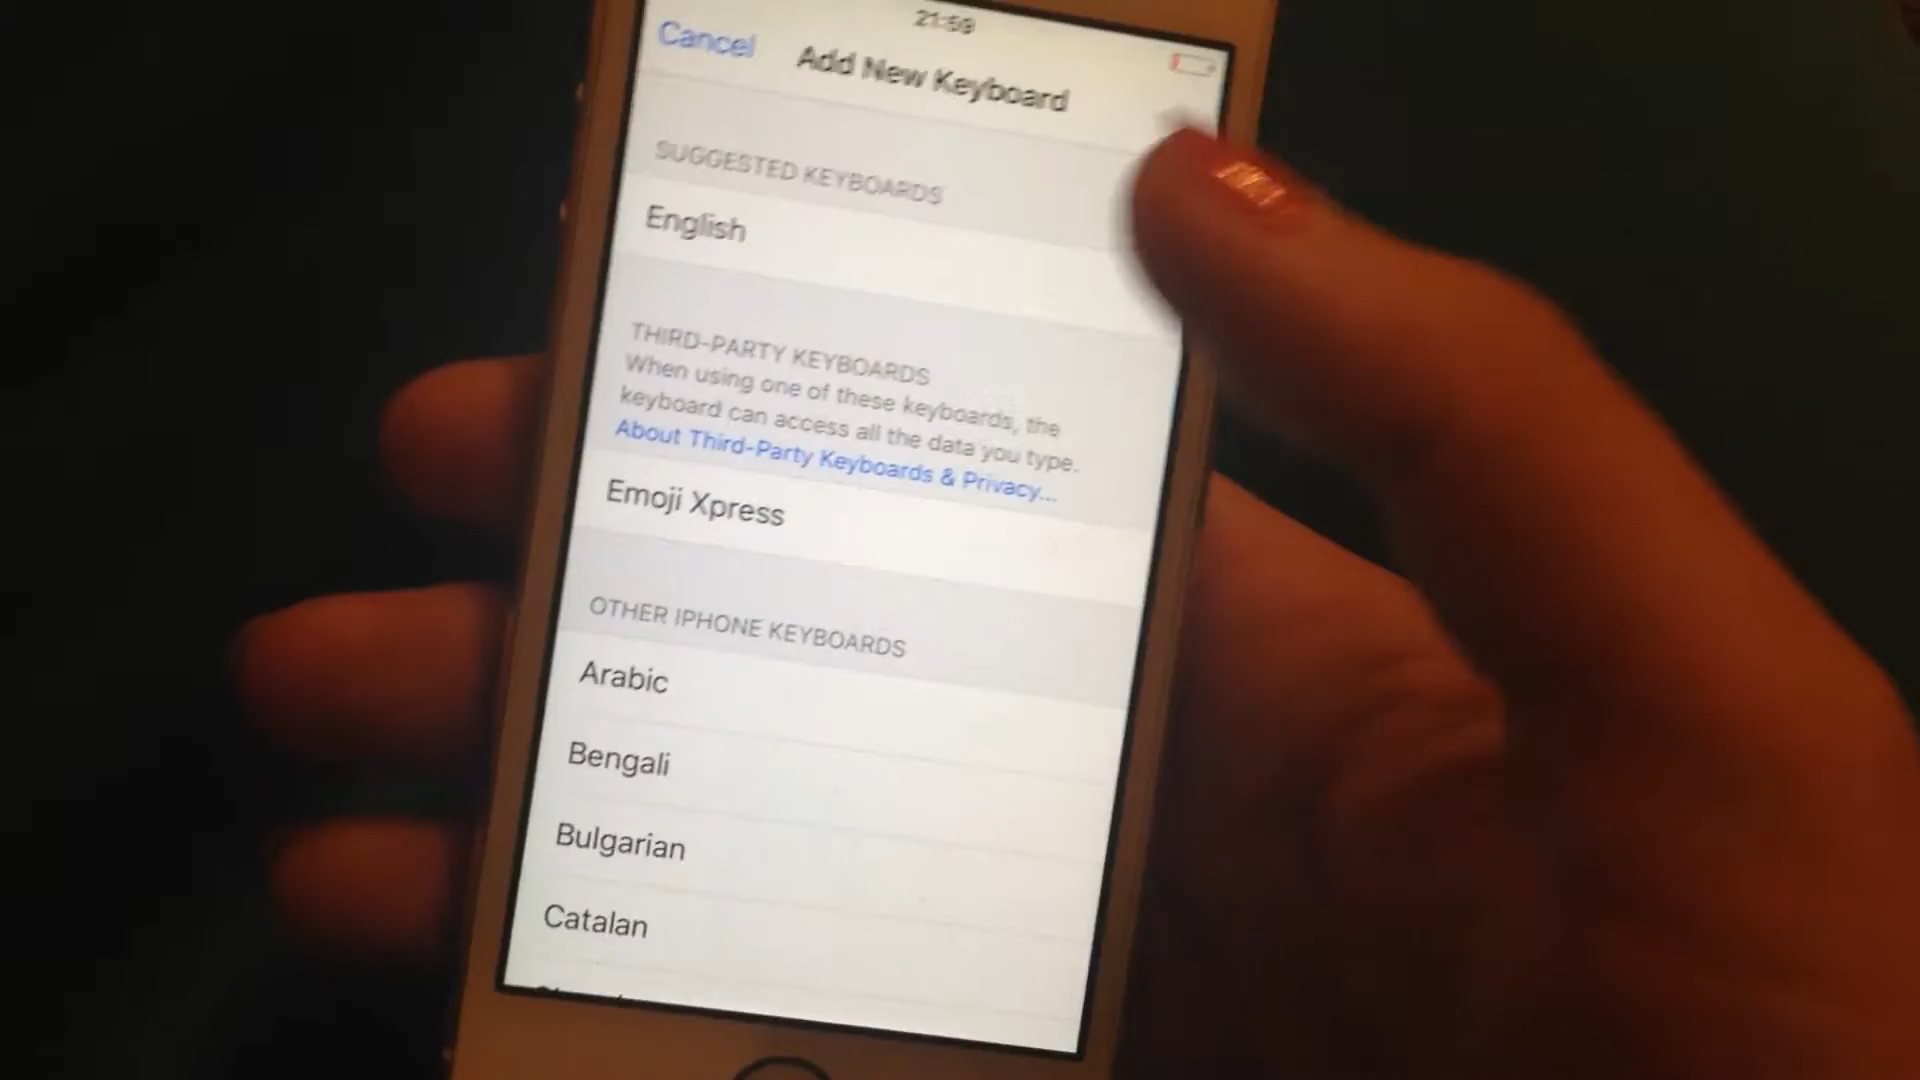 21:59
Cancel
Add New Keyboard
SUGGESTED KEYBOARDS
English
THIRD-PARTY KEYBOARDS
When using one of these keyboards, the
keyboard can access all the data you type.
About Third-Party Keyboards & Privacy...
Emoji Xpress
OTHER IPHONE KEYBOARDS
Arabic
Bengali
Bulgarian
Catalan